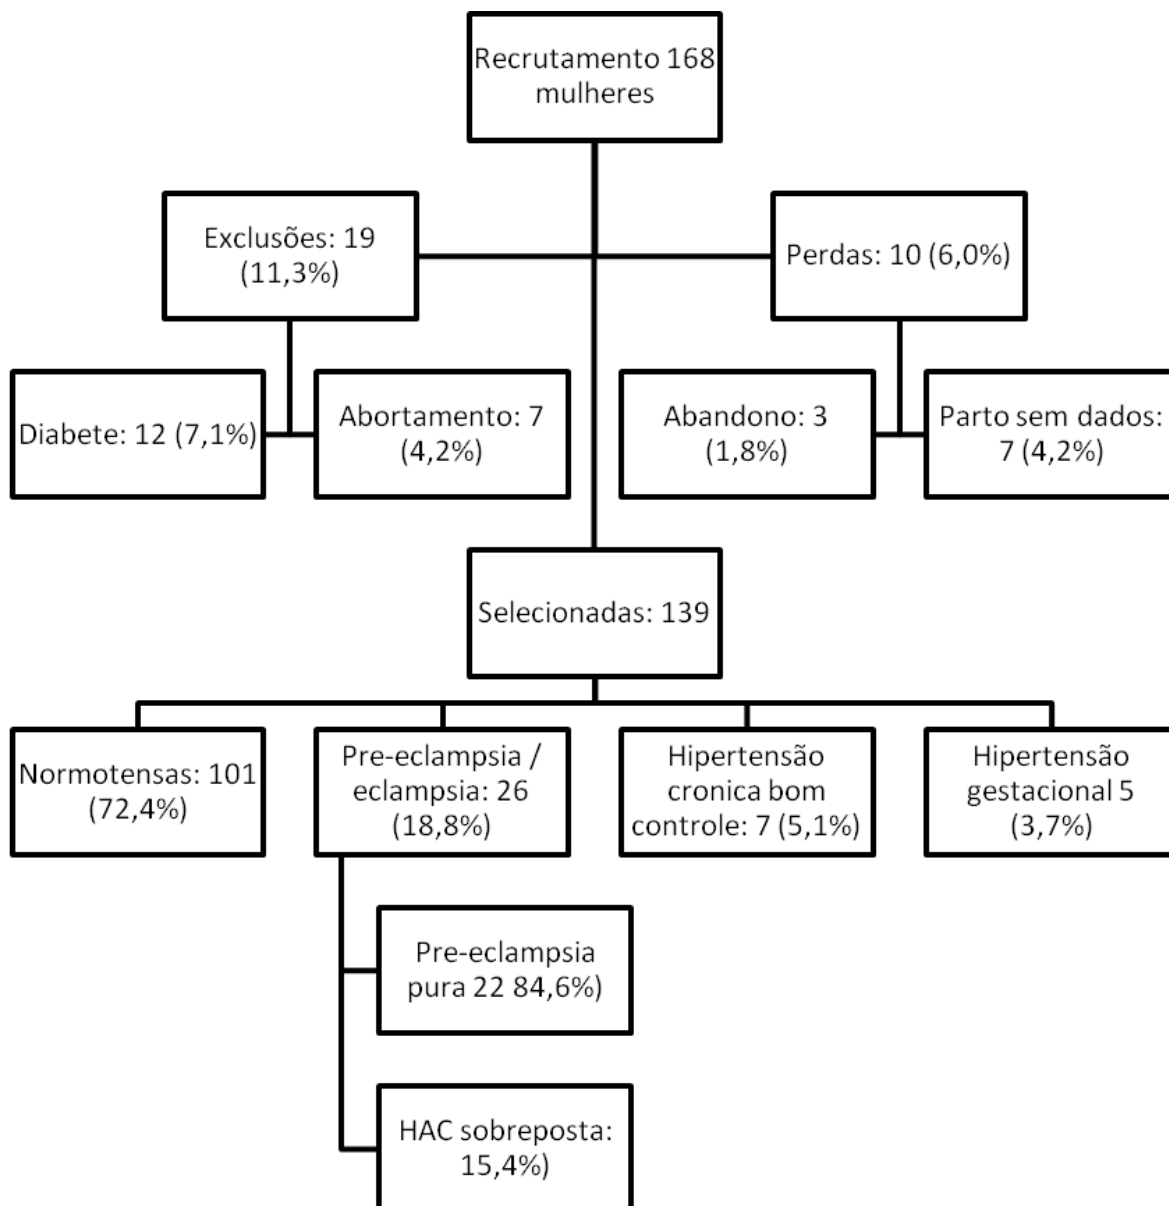 Recrutamento 168
mulheres
Exclusões: 19
(11,3%)
Perdas: 10 (6,0%)
Diabete: 12 (7,1%)
Abortamento: 7
(4,2%)
Abandono: 3
(1,8%)
Parto sem dados:
7 (4,2%)
Selecionadas: 139
Normotensas: 101
(72,4%)
Pre-eclampsia /
eclampsia: 26
(18,8%)
Hipertensão
cronica bom
controle: 7 (5,1%)
Hipertensão
gestacional 5
(3,7%)
Pre-eclampsia
pura 22 84,6%)
HAC sobreposta:
15,4%)